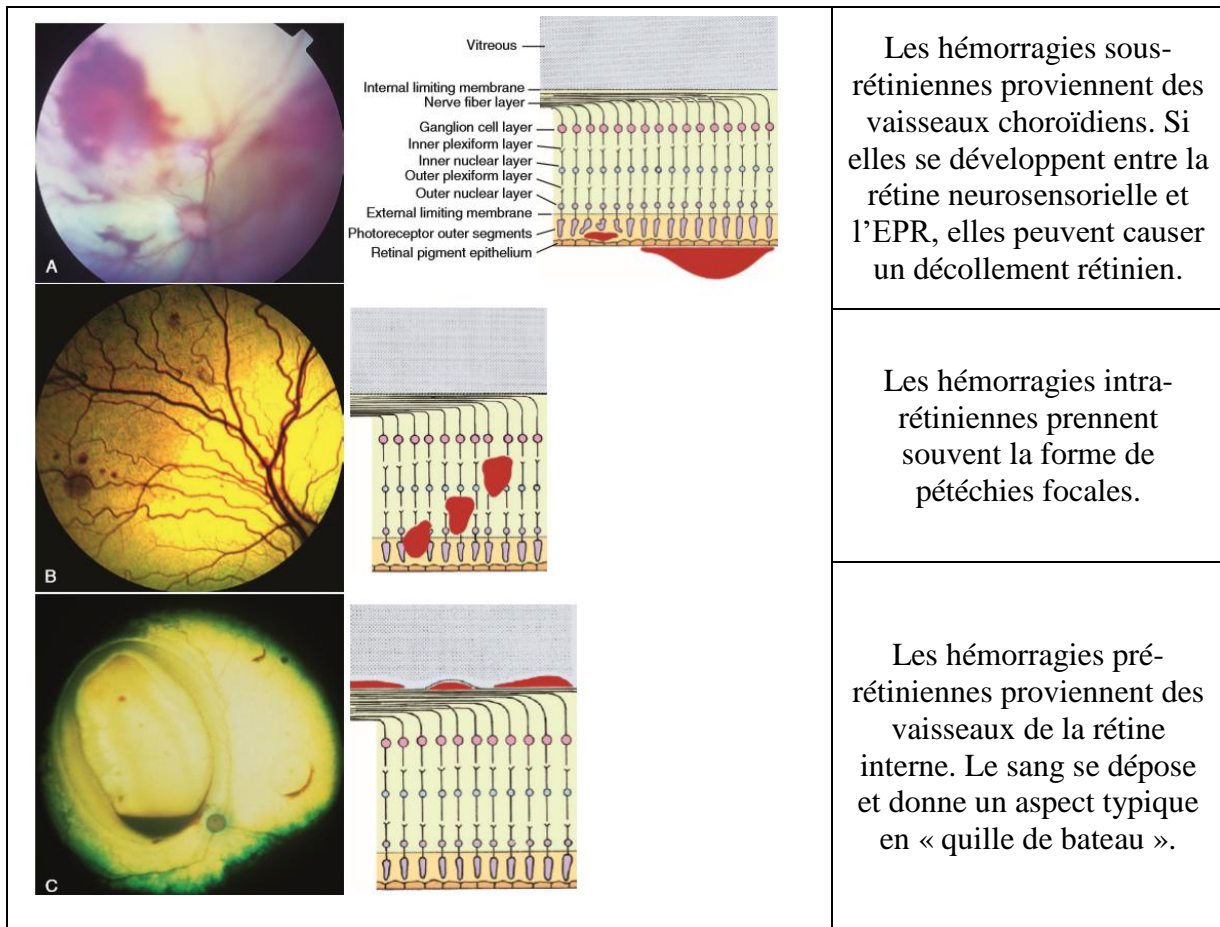 Vitreous
Internal limiting membrane
Nerve fiber layer
Ganglion cell layer
Inner plexiform layer
Inner nuclear layer
Outer plexiform layer
Outer nuclear layer
External limiting membrane
Photoreceptor outer segments
Retinal pigment epithelium
A
Les hémorragies sous-
rétiniennes proviennent des
vaisseaux choroïdiens. Si
elles se développent entre la
rétine neurosensorielle et
l’EPR, elles peuvent causer
un décollement rétinien.
B
Les hémorragies intra-
rétiniennes prennent
souvent la forme de
pétéchies focales.
C
Les hémorragies pré-
rétiniennes proviennent des
vaisseaux de la rétine
interne. Le sang se dépose
et donne un aspect typique
en « quille de bateau ».